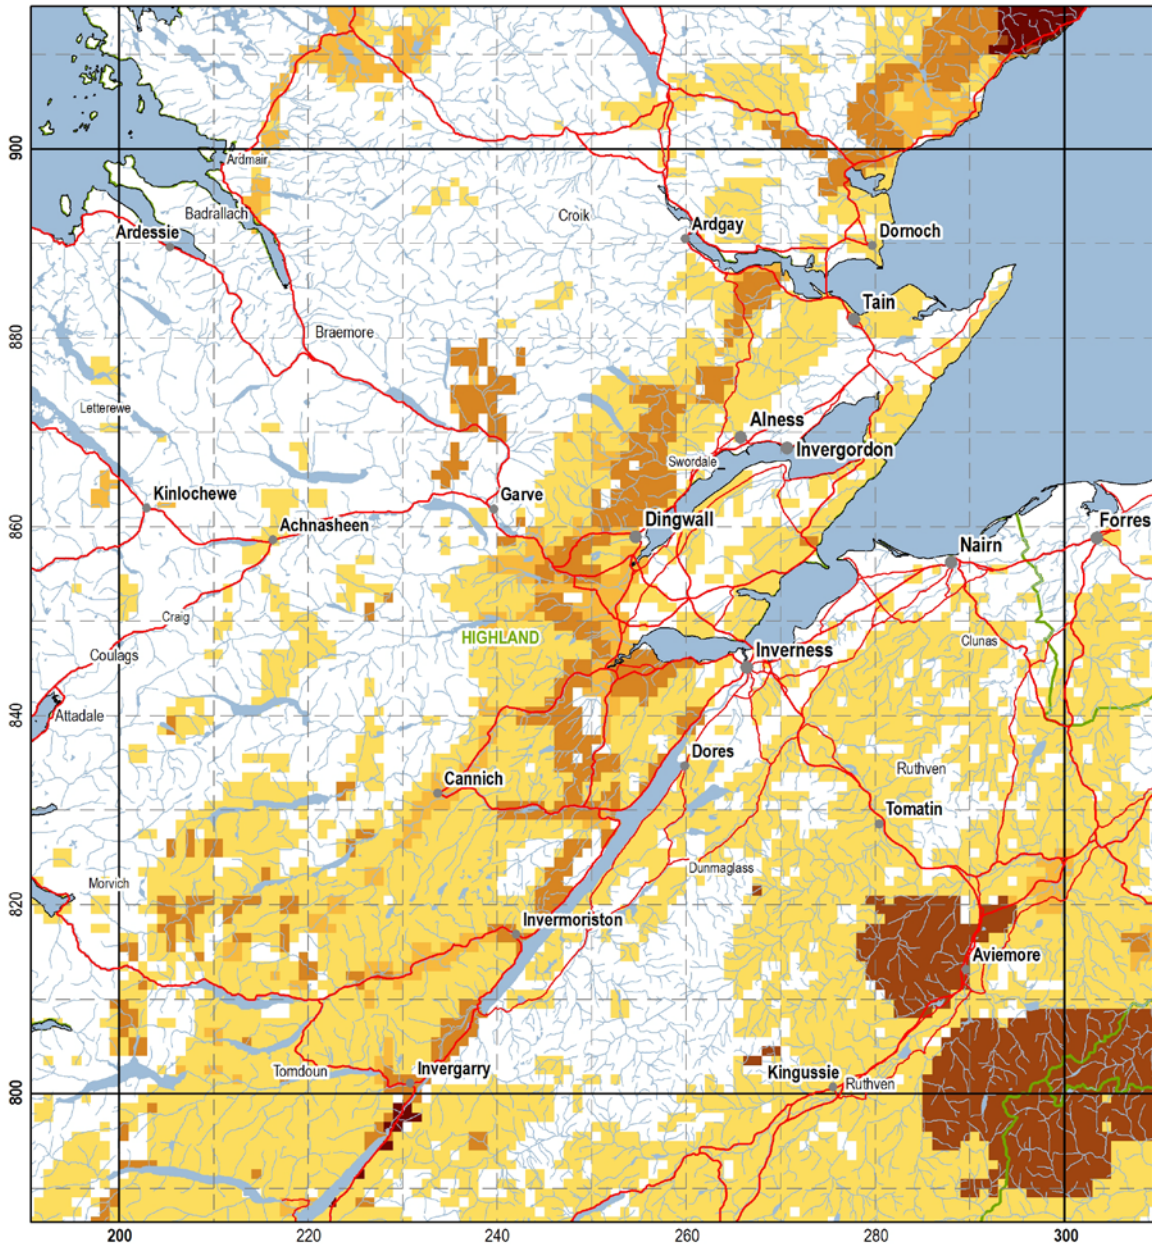 900
Ardmair
Badrallach
Croik
Ardessie
Ardgay
Dornoch
Tain
880
Braemore
Letterewe
Alness
Invergordon
Swordale
Kinlochewe
Garve
Achnasheen
Dingwall
860
Forres
Nairn
Craig
HIGHLAND
Clunas
Coulags
Inverness
840
Attadale
Dores
Ruthven
Cannich
Tomatin
Dunmaglass
Morvich
820
Invermoriston
Aviemore
Tomdoun
Invergarry
Kingussie
Ruthven
800
200 220 240 260 280 300